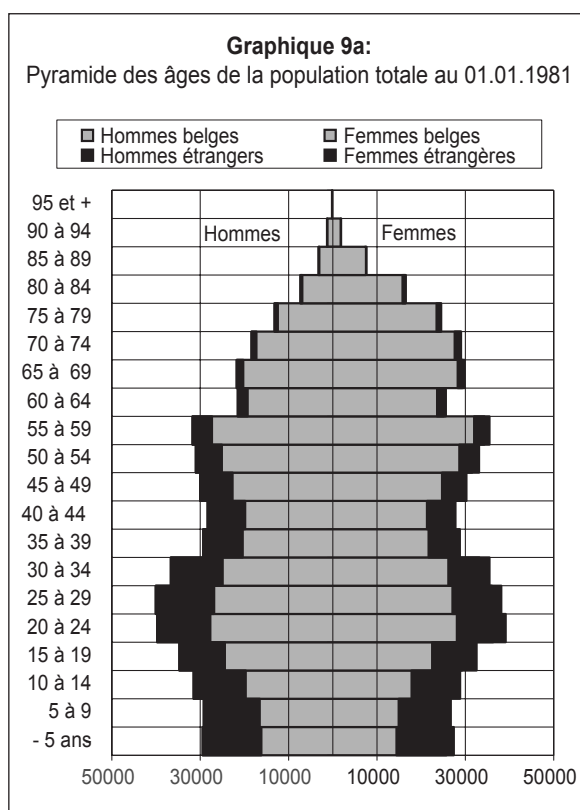 Graphique 9a:
Pyramide des âges de la population totale au 01.01.1981
Hommes belges Femmes belges
Hommes étrangers Femmes étrangères
95 et +
90 à 94 Hommes Femmes
85 à 89
80 à 84
75 à 79
70 à 74
65 à 69
60 à 64
55 à 59
50 à 54
45 à 49
40 à 44
35 à 39
30 à 34
25 à 29
20 à 24
15 à 19
10 à 14
5 à 9
- 5 ans
50000 30000 10000 10000 30000 50000